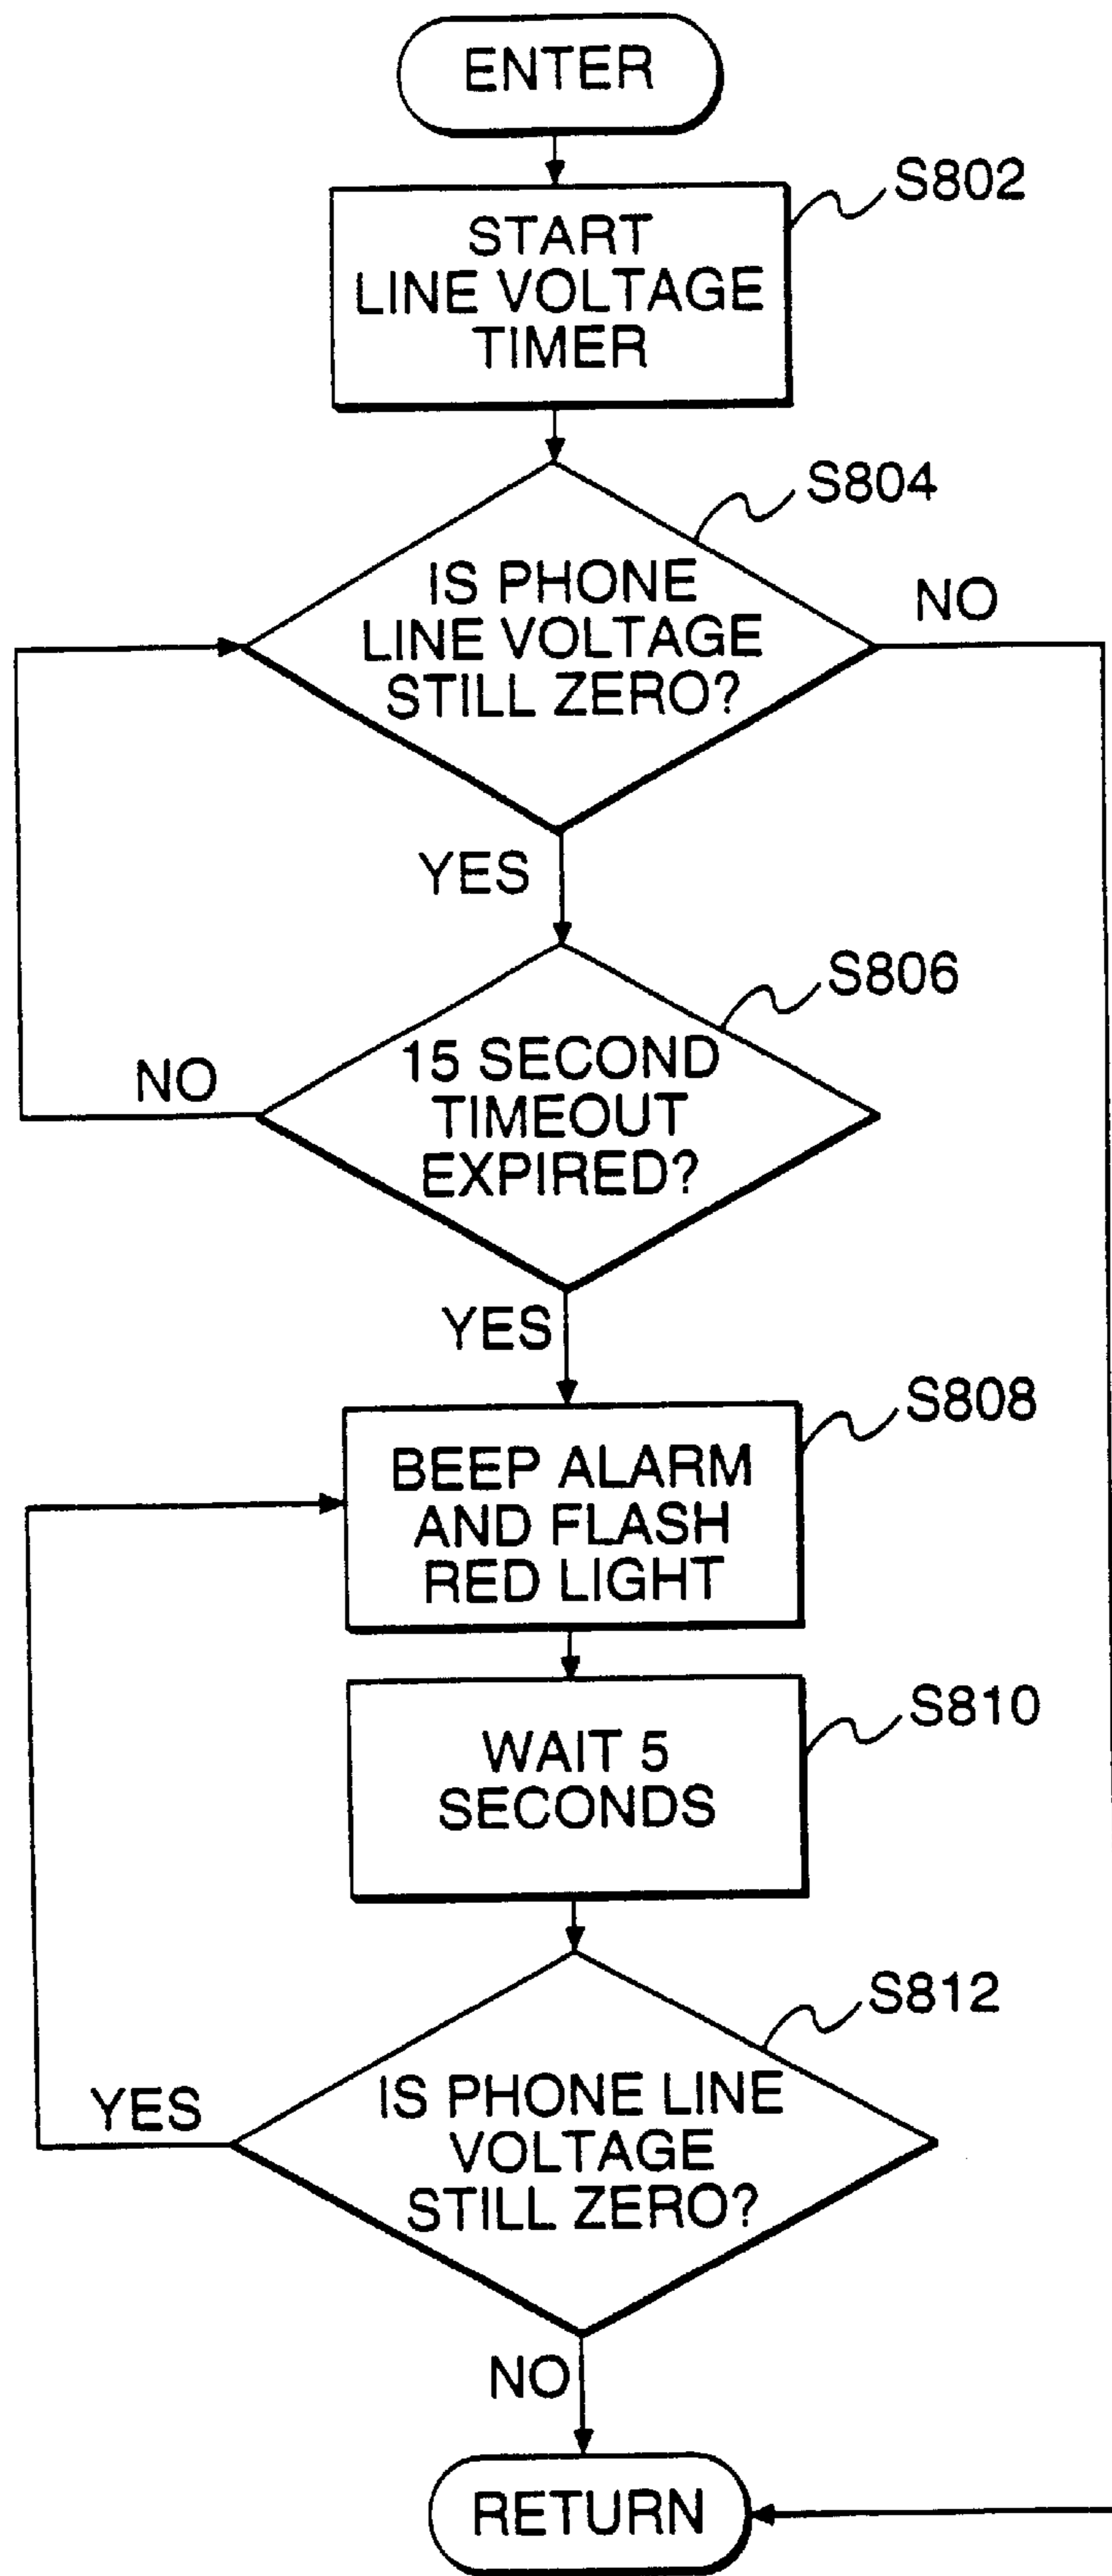 ENTER
S802
START
LINE VOLTAGE
TIMER
S804
IS PHONE
LINE VOLTAGE
STILL ZERO?
NO
YES
S806
15 SECOND
TIMEOUT
EXPIRED?
NO
YES
S808
BEEP ALARM
AND FLASH
RED LIGHT
S810
WAIT 5
SECONDS
S812
IS PHONE LINE
VOLTAGE
STILL ZERO?
YES
NO
RETURN